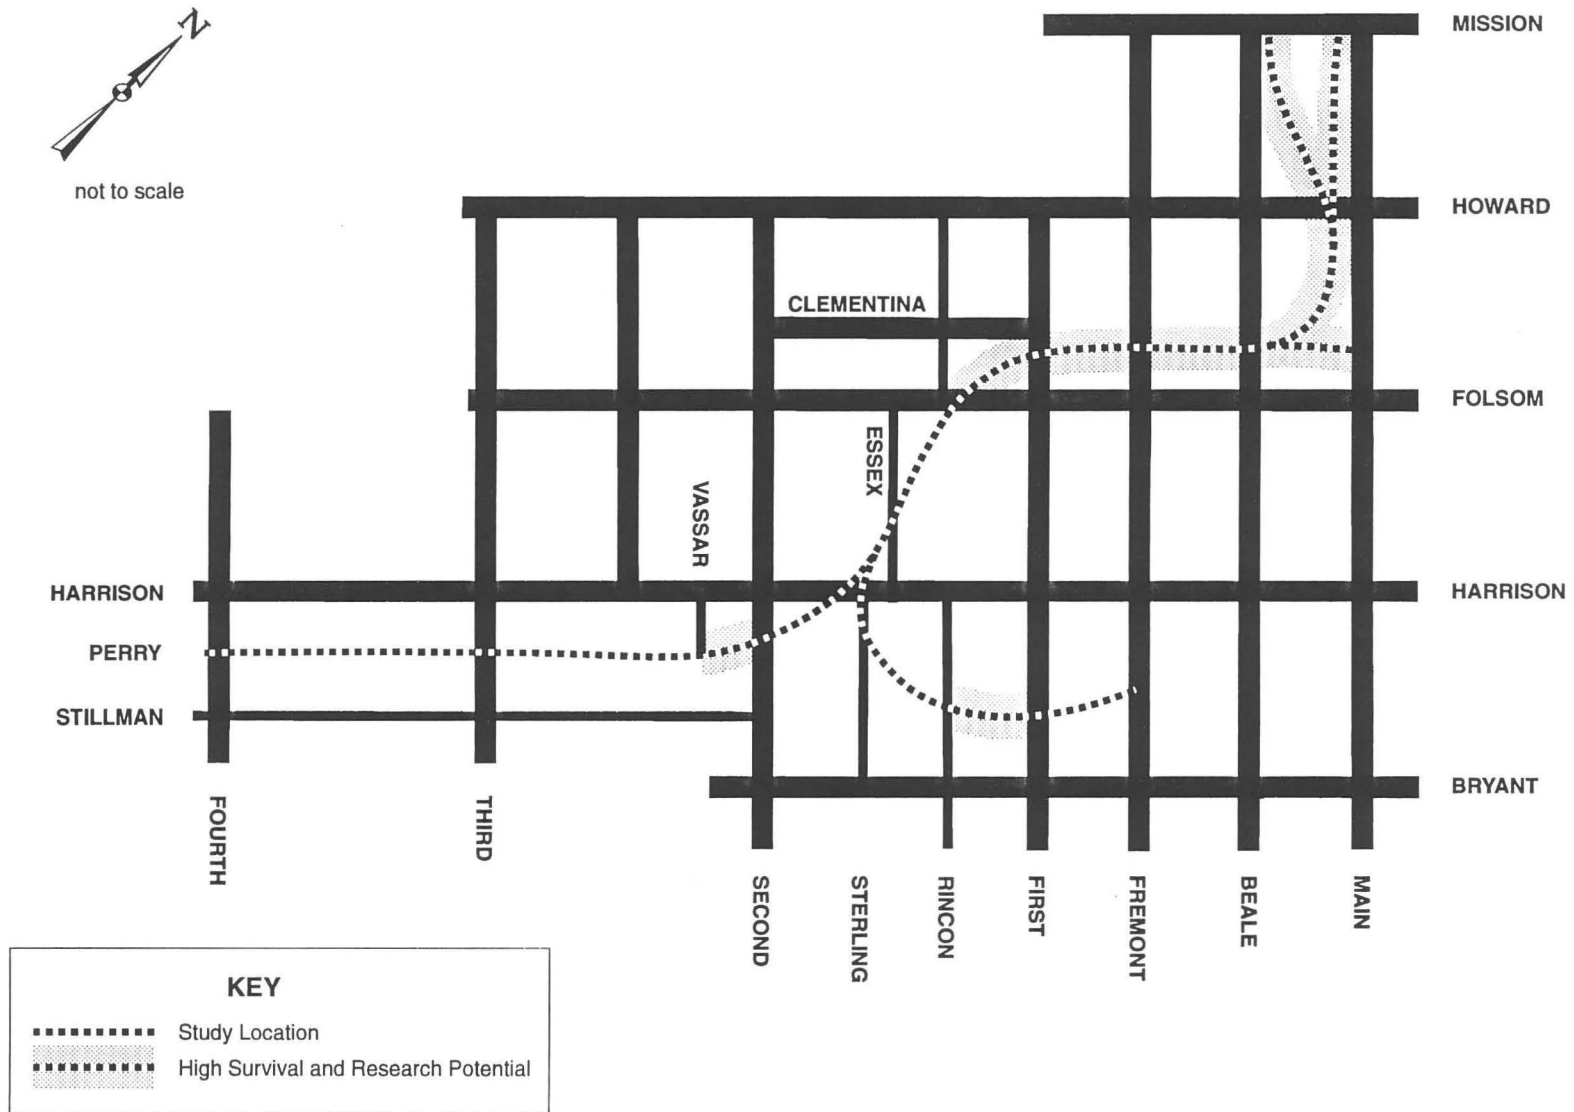 N
not to scale
MISSION
HOWARD
CLEMENTINA
FOLSOM
ESSEX
VASSAR
HARRISON
HARRISON
PERRY
STILLMAN
BRYANT
FOURTH
THIRD
SECOND
STERLING
RINCON
FIRST
FREMONT
BEALE
MAIN
KEY
Study Location
High Survival and Research Potential